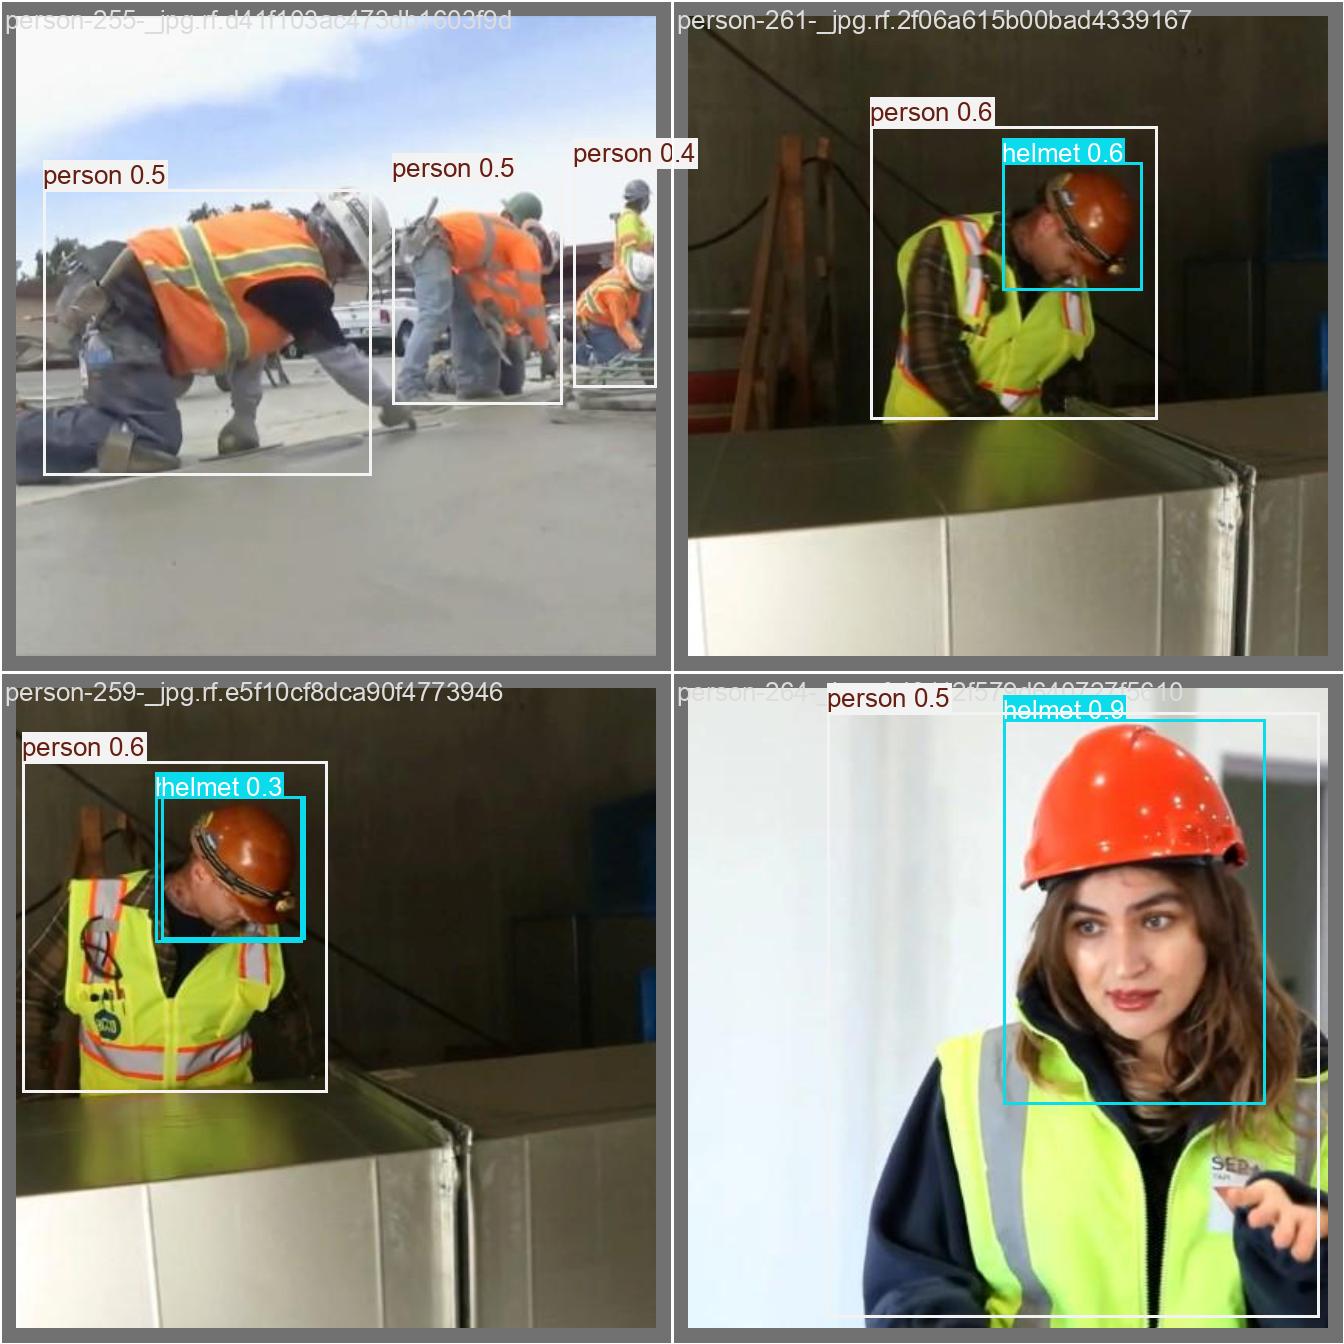 person-255-_jpg.rf.d41f103ac473db1603f9d
person 0.5
person 0.5
person 0.4
person-261-_jpg.rf.2f06a615b00bad4339167
person 0.6
helmet 0.6
person-259-_jpg.rf.e5f10cf8dca90f4773946
person 0.6
helmet 0.3
person-264-
person 0.5
helmet 0.9